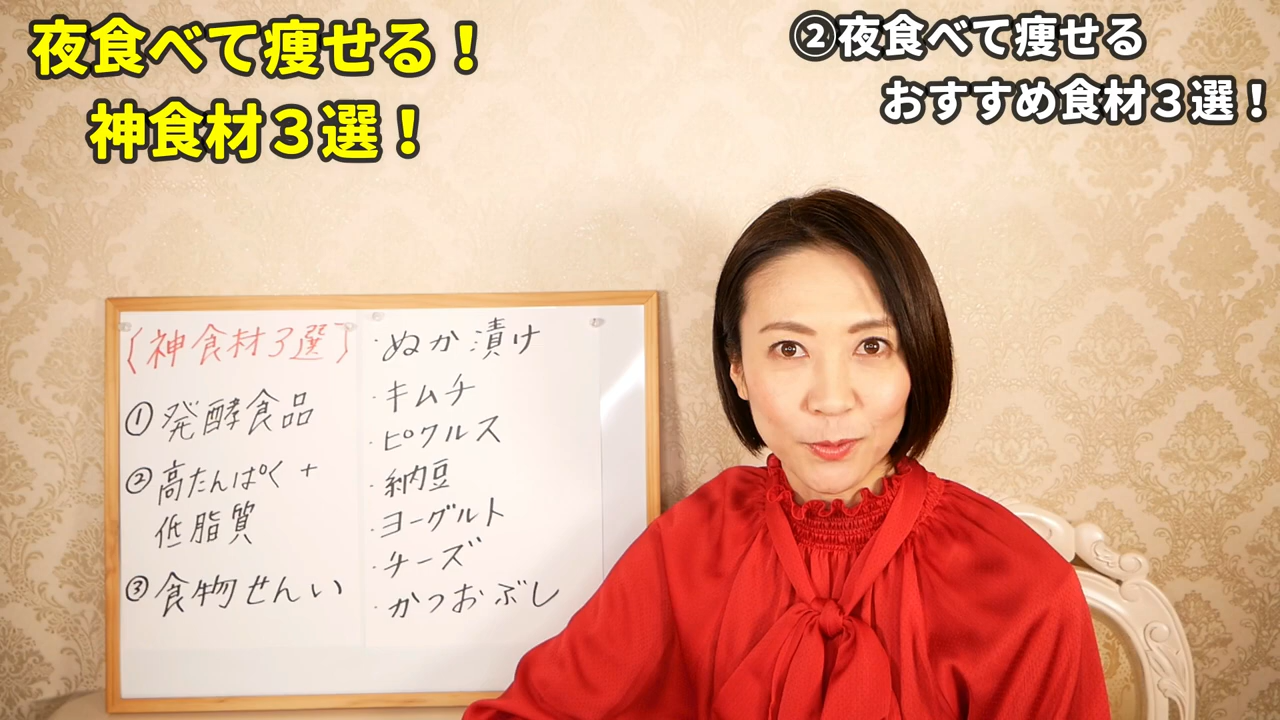 夜食べて痩せる！
神食材３選！
②夜食べて痩せる
おすすめ食材３選！
〈神食材3選〉
①発酵食品
②高たんぱく＋
低脂質
③食物せんい
・ぬか漬け
・キムチ
・ピクルス
・納豆
・ヨーグルト
・チーズ
・かつおぶし